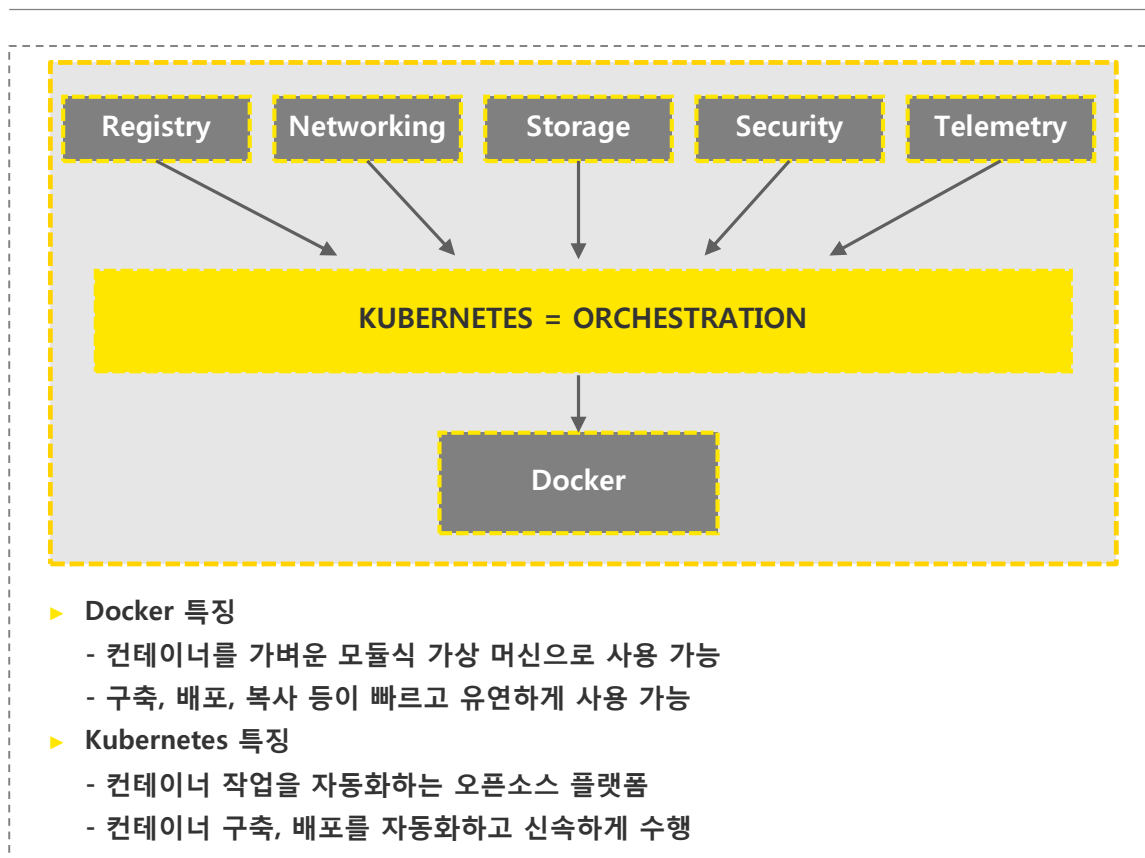 Registry Networking Storage Security Telemetry
KUBERNETES = ORCHESTRATION
Docker
► Docker 특징
- 컨테이너를 가벼운 모듈식 가상 머신으로 사용 가능
- 구축, 배포, 복사 등이 빠르고 유연하게 사용 가능
► Kubernetes 특징
- 컨테이너 작업을 자동화하는 오픈소스 플랫폼
- 컨테이너 구축, 배포를 자동화하고 신속하게 수행